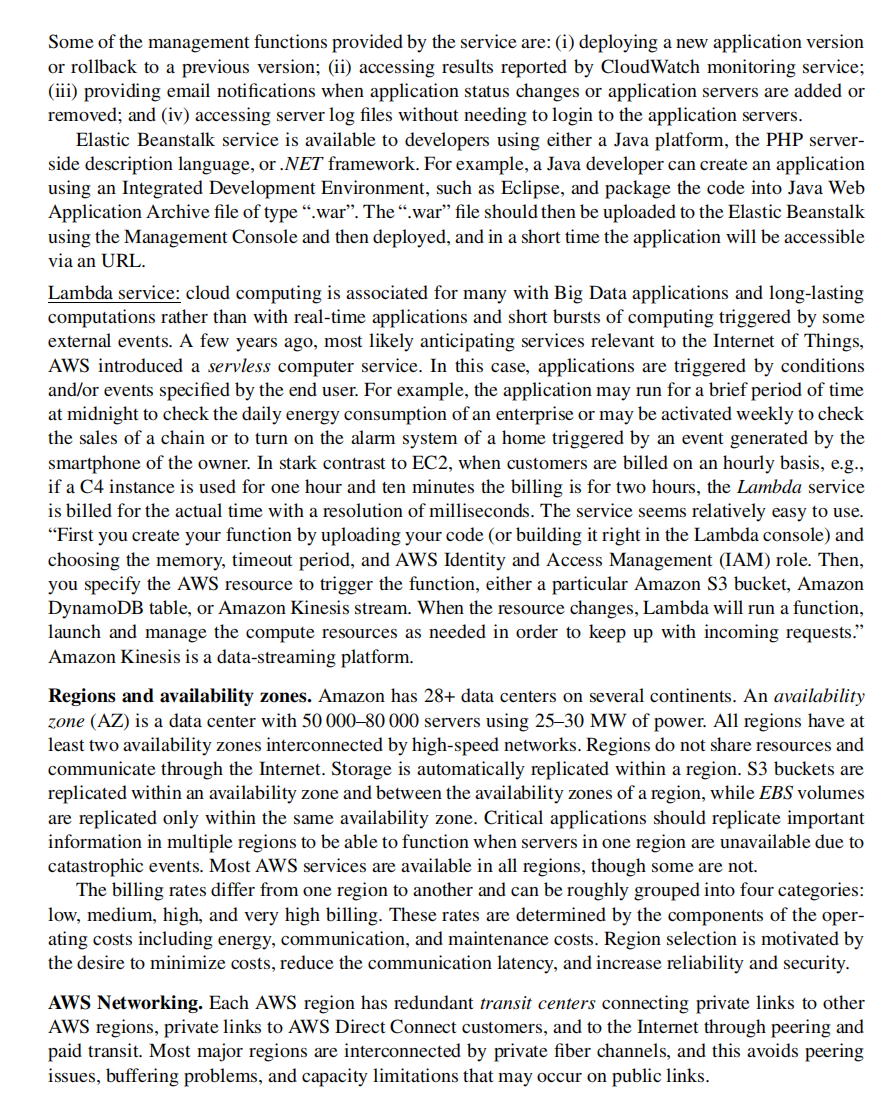 Some of the management functions provided by the service are: (i) deploying a new application version
or rollback to a previous version; (ii) accessing results reported by CloudWatch monitoring service;
(iii) providing email notifications when application status changes or application servers are added or
removed; and (iv) accessing server log files without needing to login to the application servers.
Elastic Beanstalk service is available to developers using either a Java platform, the PHP server-
side description language, or .NET framework. For example, a Java developer can create an application
using an Integrated Development Environment, such as Eclipse, and package the code into Java Web
Application Archive file of type “.war”. The “.war” file should then be uploaded to the Elastic Beanstalk
using the Management Console and then deployed, and in a short time the application will be accessible
via an URL.
Lambda service: cloud computing is associated for many with Big Data applications and long-lasting
computations rather than with real-time applications and short bursts of computing triggered by some
external events. A few years ago, most likely anticipating services relevant to the Internet of Things,
AWS introduced a servless computer service. In this case, applications are triggered by conditions
and/or events specified by the end user. For example, the application may run for a brief period of time
at midnight to check the daily energy consumption of an enterprise or may be activated weekly to check
the sales of a chain or to turn on the alarm system of a home triggered by an event generated by the
smartphone of the owner. In stark contrast to EC2, when customers are billed on an hourly basis, e.g.,
if a C4 instance is used for one hour and ten minutes the billing is for two hours, the Lambda service
is billed for the actual time with a resolution of milliseconds. The service seems relatively easy to use.
“First you create your function by uploading your code (or building it right in the Lambda console) and
choosing the memory, timeout period, and AWS Identity and Access Management (IAM) role. Then,
you specify the AWS resource to trigger the function, either a particular Amazon S3 bucket, Amazon
DynamoDB table, or Amazon Kinesis stream. When the resource changes, Lambda will run a function,
launch and manage the compute resources as needed in order to keep up with incoming requests.”
Amazon Kinesis is a data-streaming platform.
Regions and availability zones. Amazon has 28+ data centers on several continents. An availability
zone (AZ) is a data center with 50 000–80 000 servers using 25–30 MW of power. All regions have at
least two availability zones interconnected by high-speed networks. Regions do not share resources and
communicate through the Internet. Storage is automatically replicated within a region. S3 buckets are
replicated within an availability zone and between the availability zones of a region, while EBS volumes
are replicated only within the same availability zone. Critical applications should replicate important
information in multiple regions to be able to function when servers in one region are unavailable due to
catastrophic events. Most AWS services are available in all regions, though some are not.
The billing rates differ from one region to another and can be roughly grouped into four categories:
low, medium, high, and very high billing. These rates are determined by the components of the oper-
ating costs including energy, communication, and maintenance costs. Region selection is motivated by
the desire to minimize costs, reduce the communication latency, and increase reliability and security.
AWS Networking. Each AWS region has redundant transit centers connecting private links to other
AWS regions, private links to AWS Direct Connect customers, and to the Internet through peering and
paid transit. Most major regions are interconnected by private fiber channels, and this avoids peering
issues, buffering problems, and capacity limitations that may occur on public links.